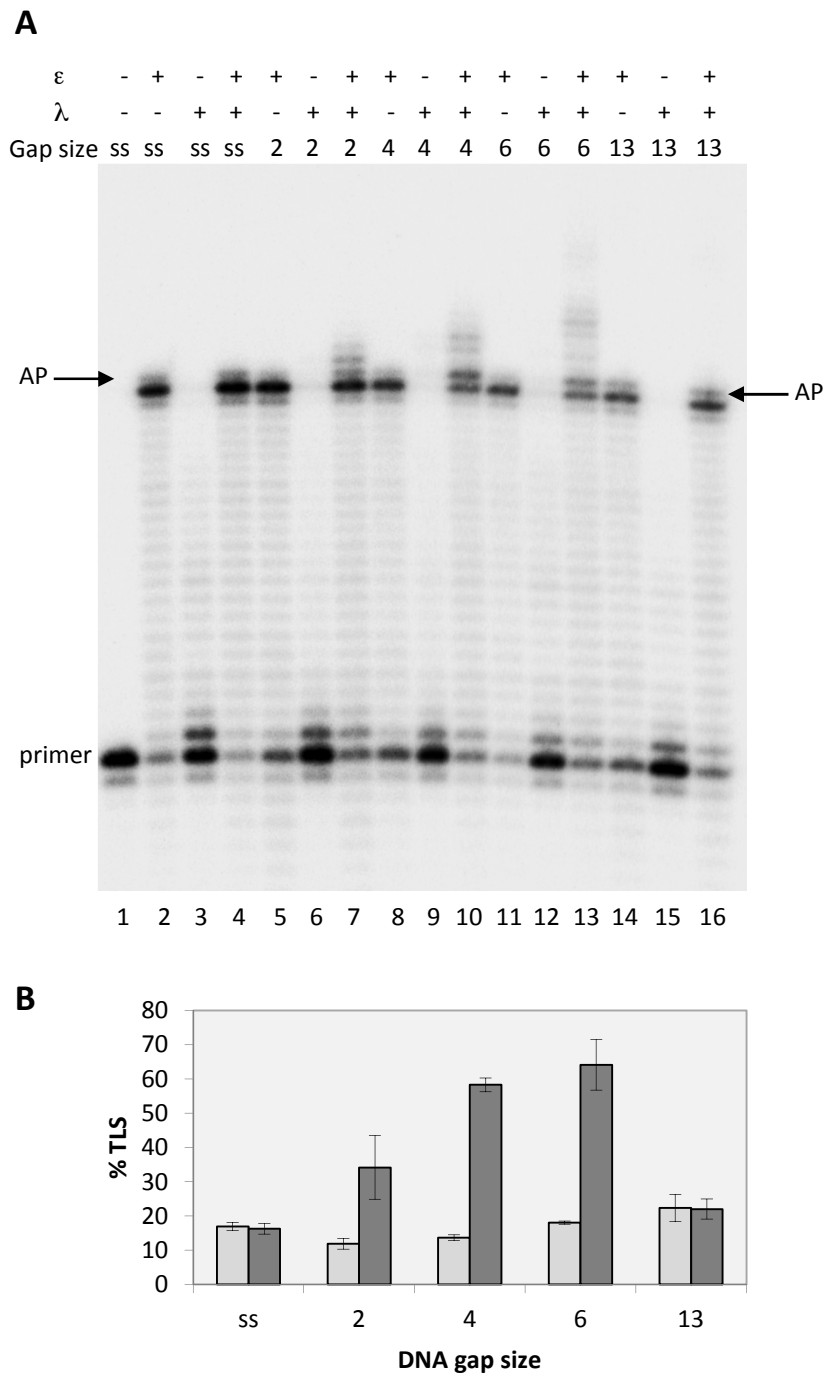 A
ε - + - + + - + + - + + - + + - +
λ - - + + - + + - + + - + + - + +
Gap size ss ss ss ss 2 2 2 4 4 4 6 6 6 13 13 13
AP
AP
primer
1 2 3 4 5 6 7 8 9 10 11 12 13 14 15 16
B
80
70
60
50
40
30
20
10
0
% TLS
ss 2 4 6 13
DNA gap size